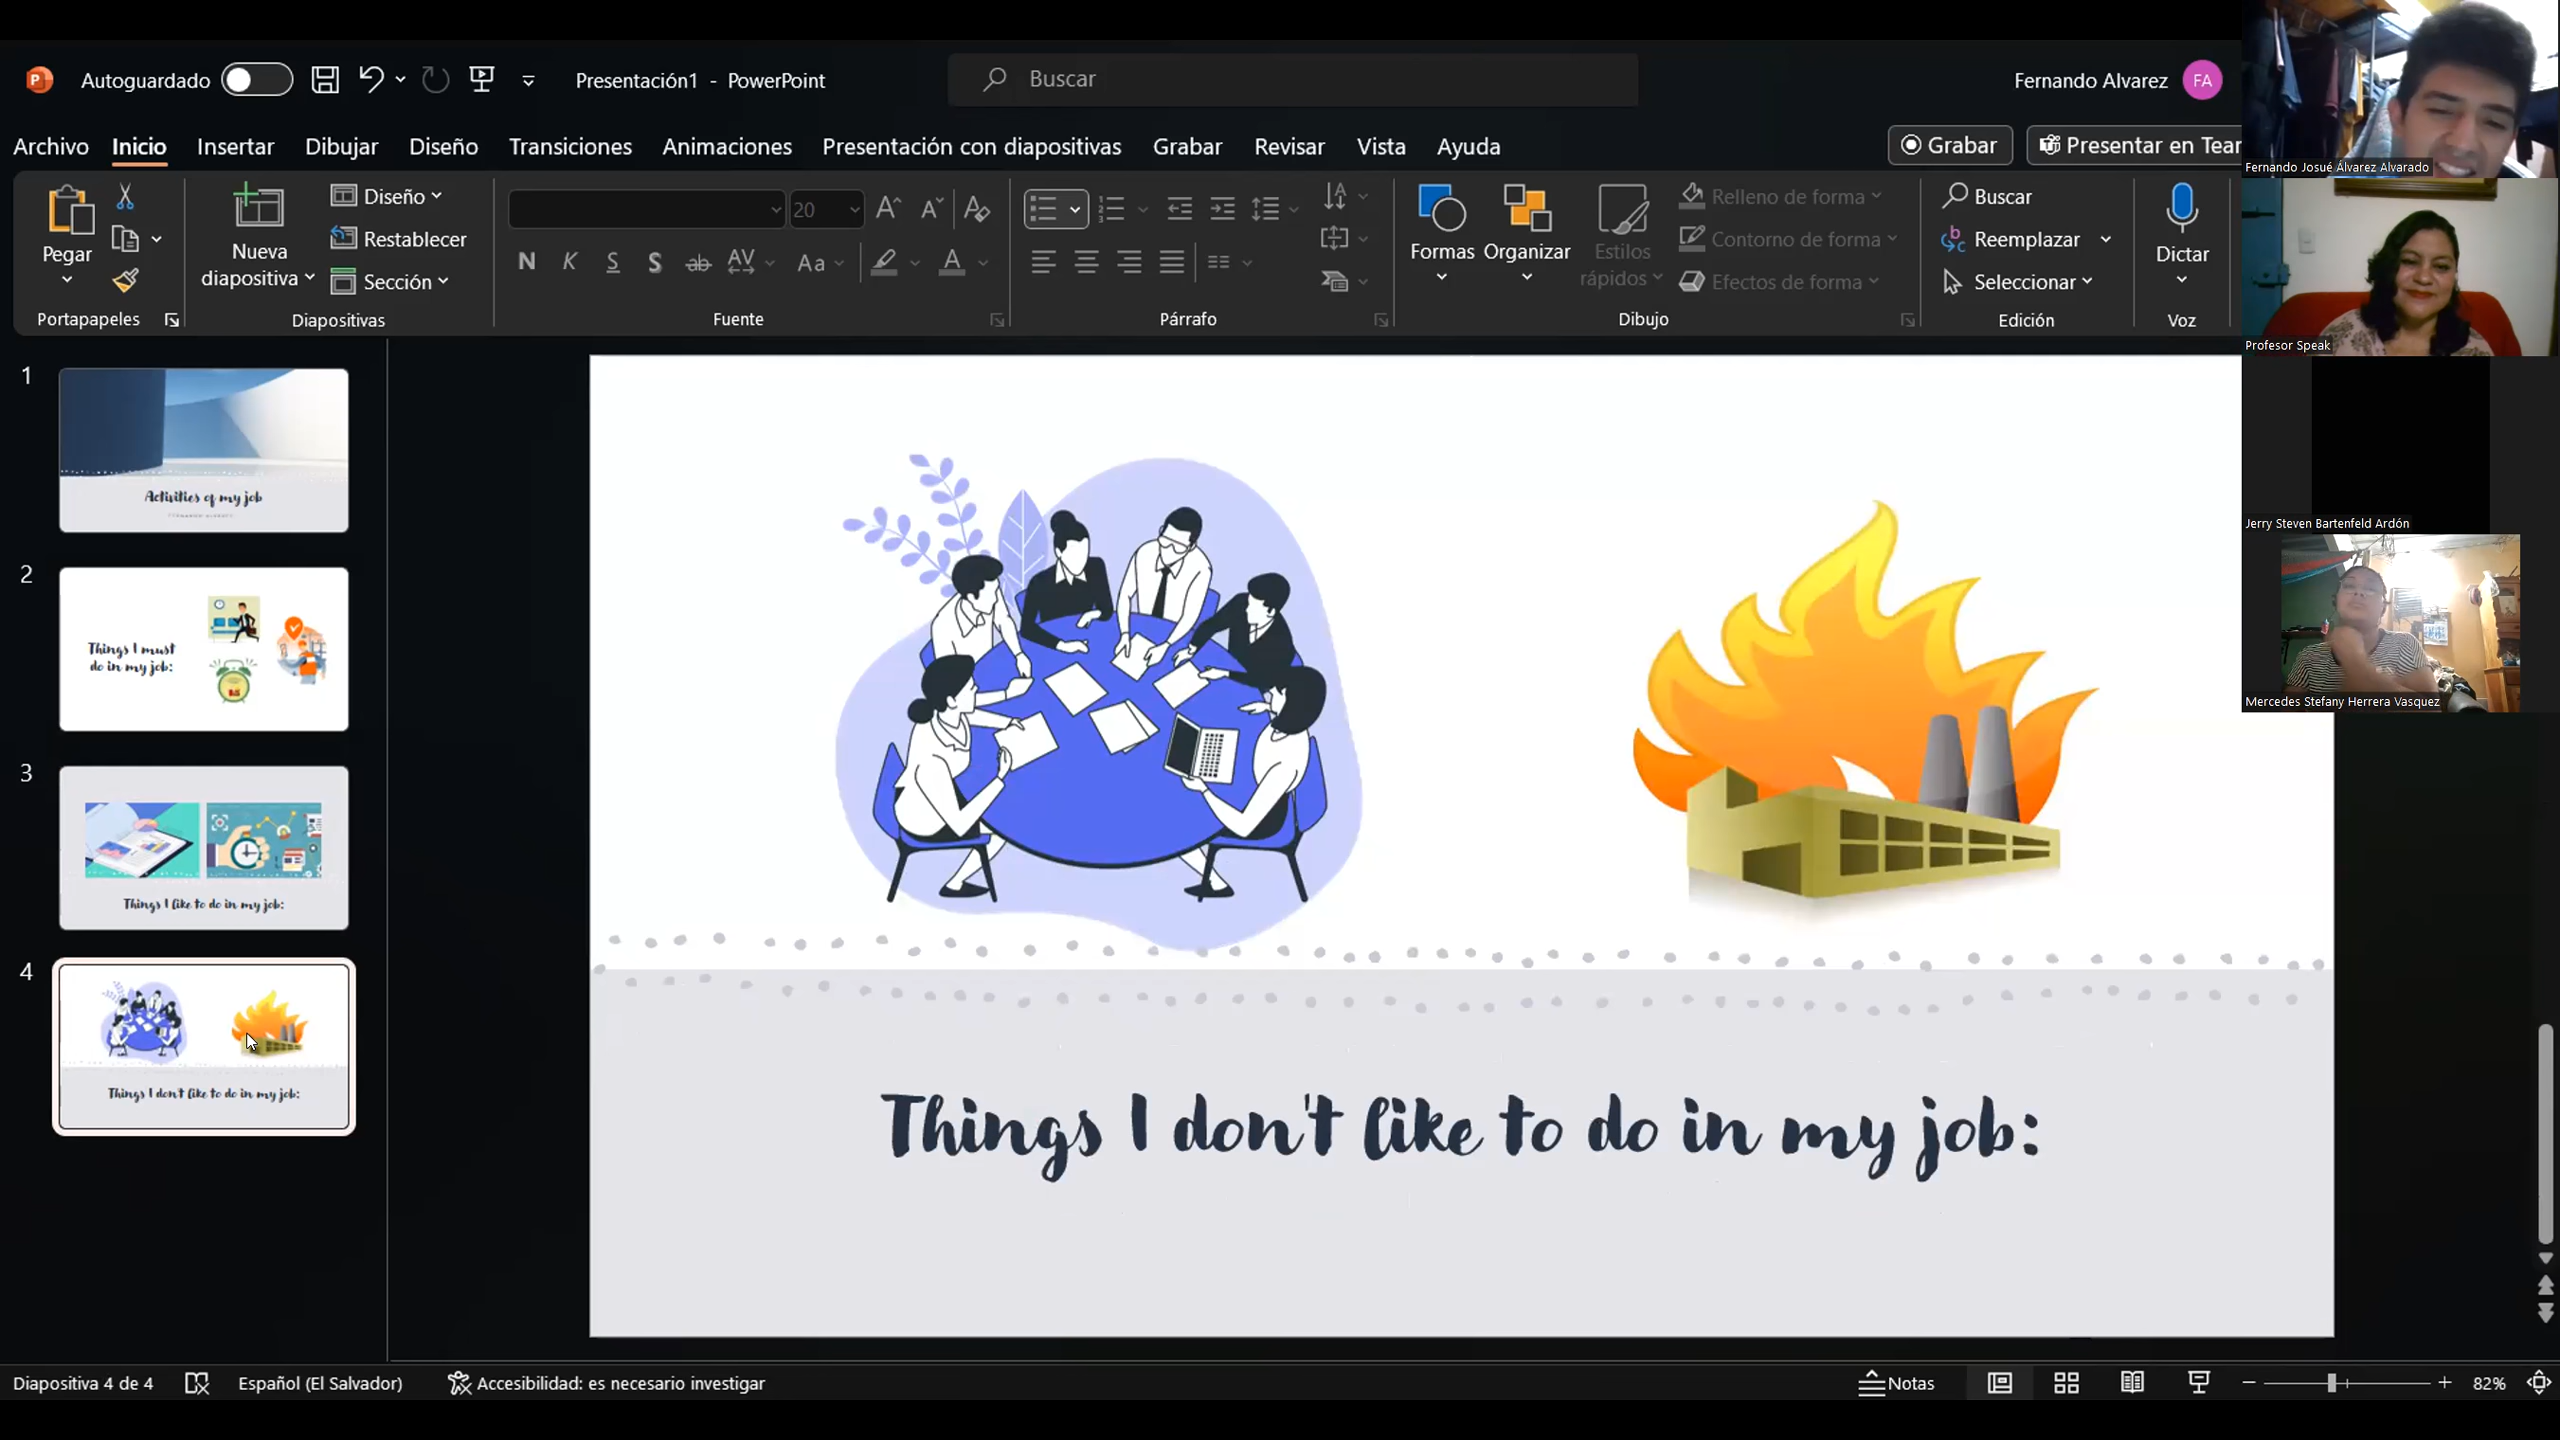 Autoguardado
Presentación1 - PowerPoint
Buscar
Fernando Alvarez FA
Archivo Inicio Insertar Dibujar Diseño Transiciones Animaciones Presentación con diapositivas Grabar Revisar Vista Ayuda
Grabar
Presentar en Tear
Pegar
Portapapeles
Nueva diapositiva
Diseño
Restablecer
Sección
Diapositivas
20
N K S S ab AV Aa A
Fuente
Párrafo
Formas
Organizar
Estilos rápidos
Relleno de forma
Contorno de forma
Efectos de forma
Dibujo
Buscar
Reemplazar
Seleccionar
Edición
Dictar
Voz
Fernando Josué Álvarez Alvarado
Profesor Speak
Jerry Steven Bartenfeld Ardón
Mercedes Stefany Herrera Vasquez
1
Activities of my job
2
Things I must
do in my job:
3
Things I like to do in my job:
4
Things I don't like to do in my job:
Things I don't like to do in my job:
Diapositiva 4 de 4
Español (El Salvador)
Accesibilidad: es necesario investigar
Notas
82%